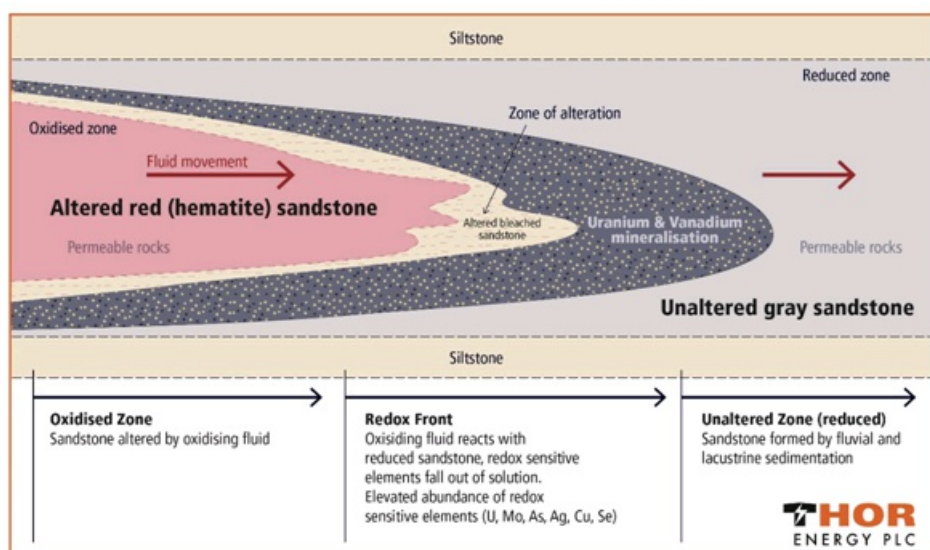 Siltstone
Reduced zone
Zone of alteration
Oxidised zone
Fluid movement
Altered red (hematite) sandstone
Altered bleached
sandstone
Uranium & Vanadium
mineralisation
Permeable rocks
Permeable rocks
Unaltered gray sandstone
Siltstone
Oxidised Zone
Sandstone altered by oxidising fluid
Redox Front
Oxisiding fluid reacts with
reduced sandstone, redox sensitive
elements fall out of solution.
Elevated abundance of redox
sensitive elements (U, Mo, As, Ag, Cu, Se)
Unaltered Zone (reduced)
Sandstone formed by fluvial and
lacustrine sedimentation
THOR
ENERGY PLC